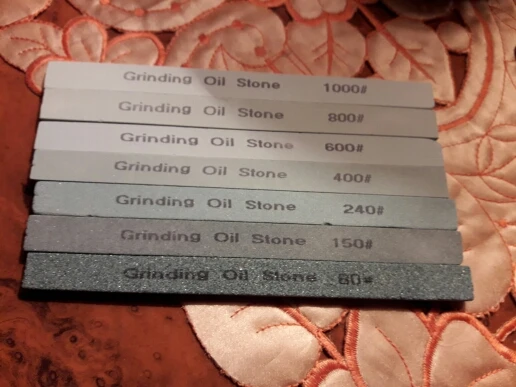 Grinding Oil Stone 1000#
Grinding Oil Stone 800#
Grinding Oil Stone 600#
Grinding Oil Stone 400#
Grinding Oil Stone 240#
Grinding Oil Stone 150#
Grinding Oil Stone 80#